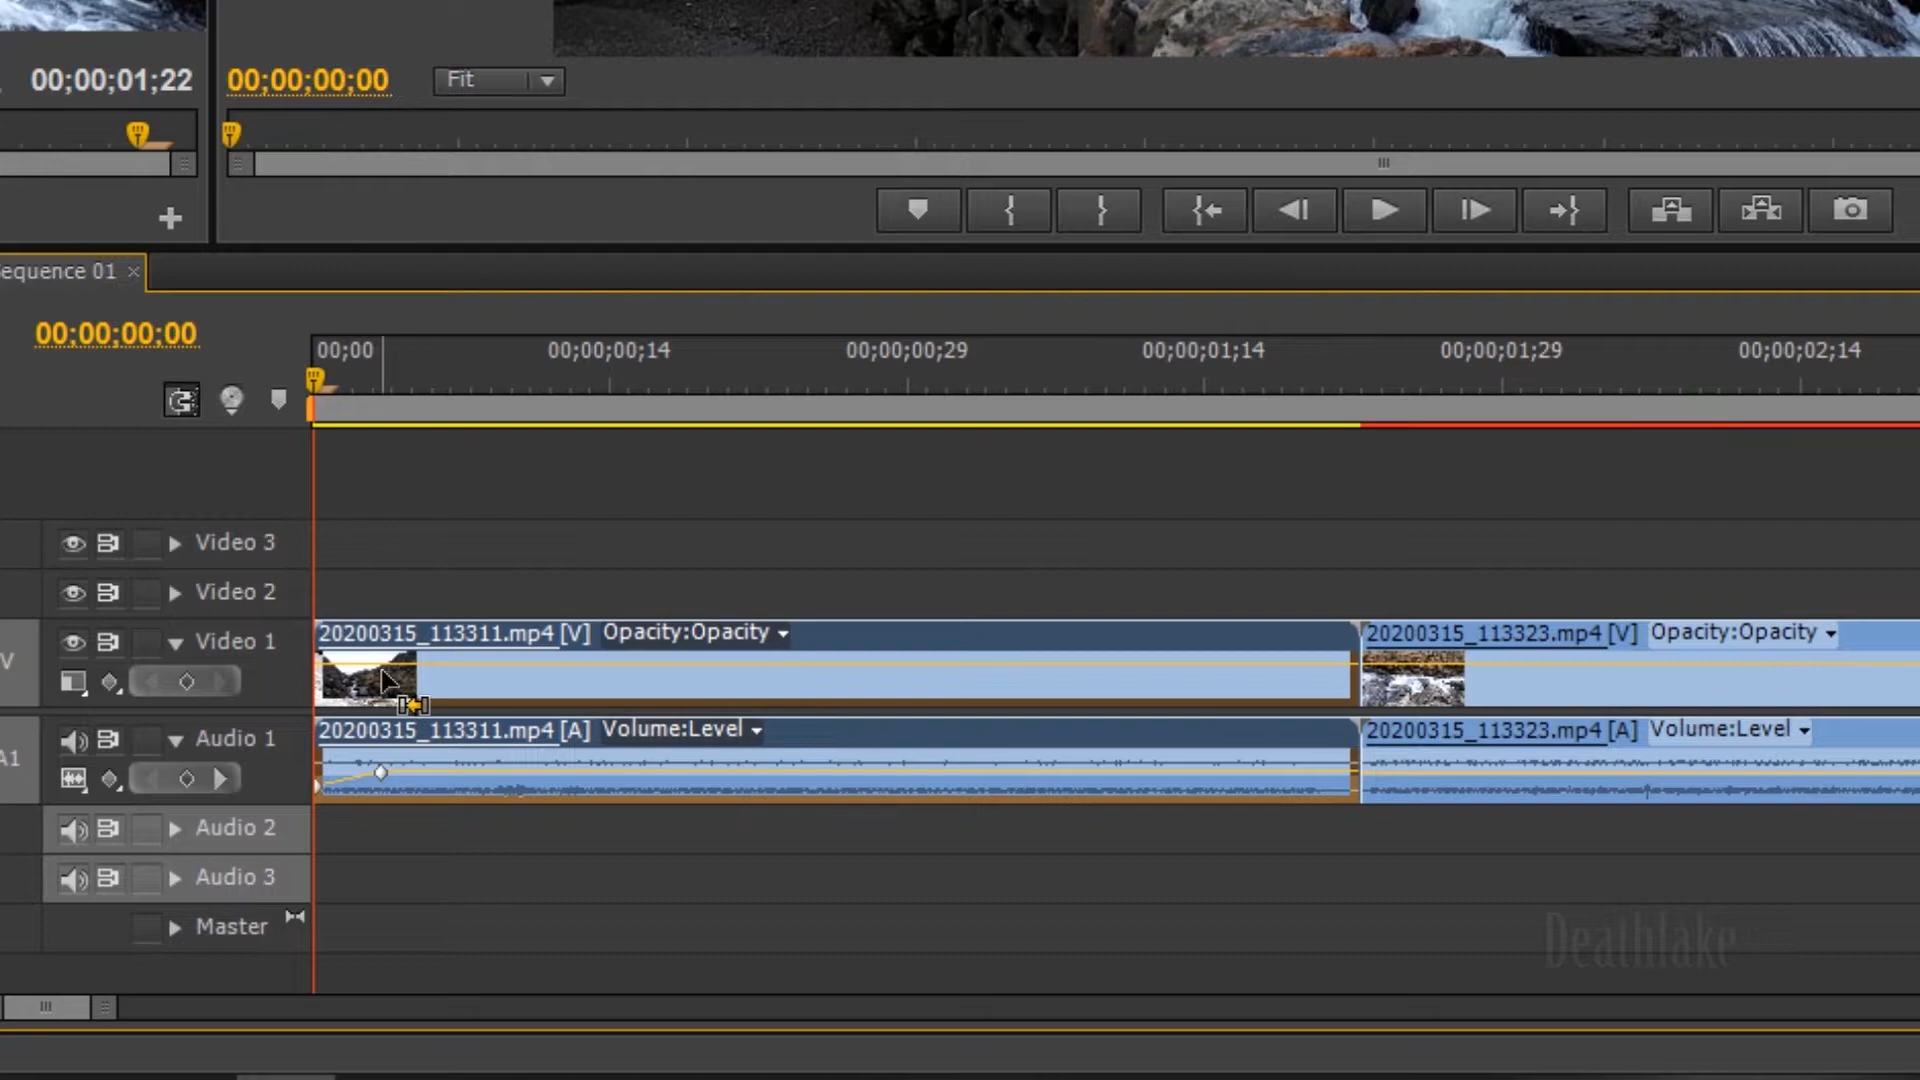 00;00;01;22
00;00;00;00
Fit
equence 01
00;00;00;00
00;00
00;00;00;14
00;00;00;29
00;00;01;14
00;00;01;29
00;00;02;14
Video 3
Video 2
V
Video 1
20200315_113311.mp4 [V] Opacity:Opacity
20200315_113323.mp4 [V] Opacity:Opacity
A1
Audio 1
20200315_113311.mp4 [A] Volume:Level
20200315_113323.mp4 [A] Volume:Level
Audio 2
Audio 3
Master
Deathlake